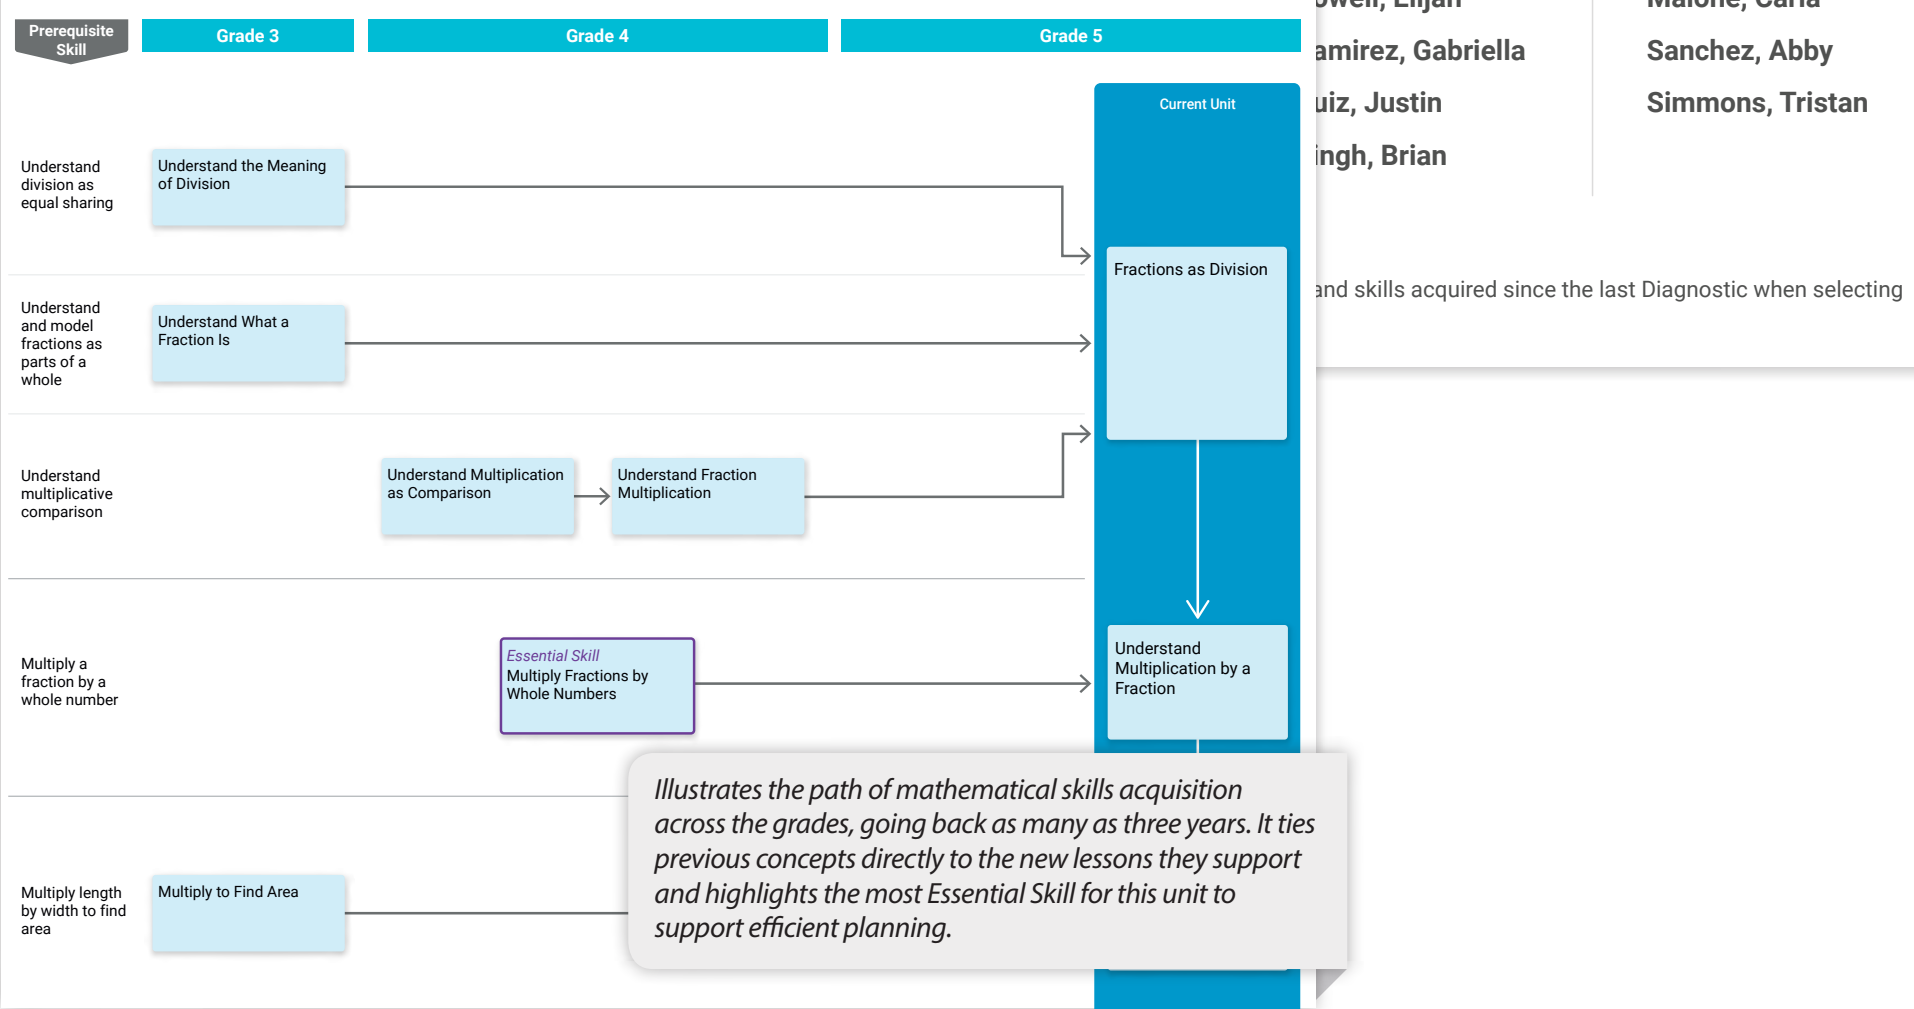 Prerequisite
Skill
Grade 3
Grade 4
Grade 5
Current Unit
Understand
division as
equal sharing
Understand the Meaning
of Division
Fractions as Division
Understand
and model
fractions as
parts of a
whole
Understand What a
Fraction Is
Understand
multiplicative
comparison
Understand Multiplication
as Comparison
Understand Fraction
Multiplication
Multiply a
fraction by a
whole number
Essential Skill
Multiply Fractions by
Whole Numbers
Understand
Multiplication by a
Fraction
Multiply length
by width to find
area
Multiply to Find Area
Illustrates the path of mathematical skills acquisition
across the grades, going back as many as three years. It ties
previous concepts directly to the new lessons they support
and highlights the most Essential Skill for this unit to
support efficient planning.
Elijah
Malone, Carla
Gabriella
Sanchez, Abby
Justin
Simmons, Tristan
Brian
and skills acquired since the last Diagnostic when selecting